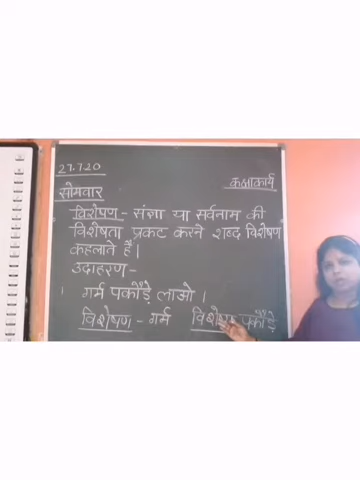 27.7.20
सोमवार कक्षाकार्य
विशेषण - संज्ञा या सर्वनाम की
विशेषता प्रकट करने शब्द विशेषण
कहलाते हैं।
उदाहरण-
गर्म पकौड़े लाओ ।
विशेषण - गर्म पकौड़े